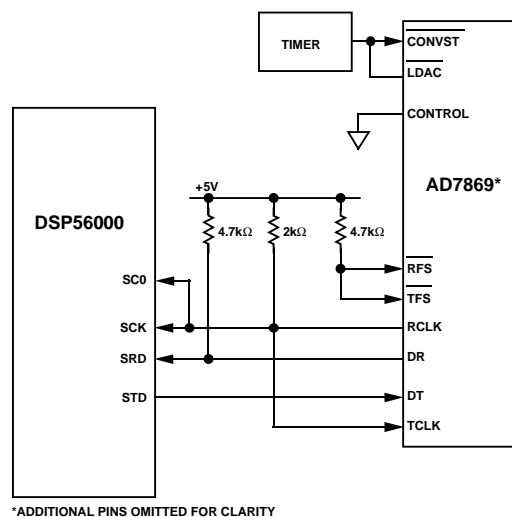 TIMER
CONVST
LDAC
CONTROL
AD7869*
DSP56000
+5V
4.7kΩ
2kΩ
4.7kΩ
SC0
SCK
SRD
STD
RFS
TFS
RCLK
DR
DT
TCLK
*ADDITIONAL PINS OMITTED FOR CLARITY